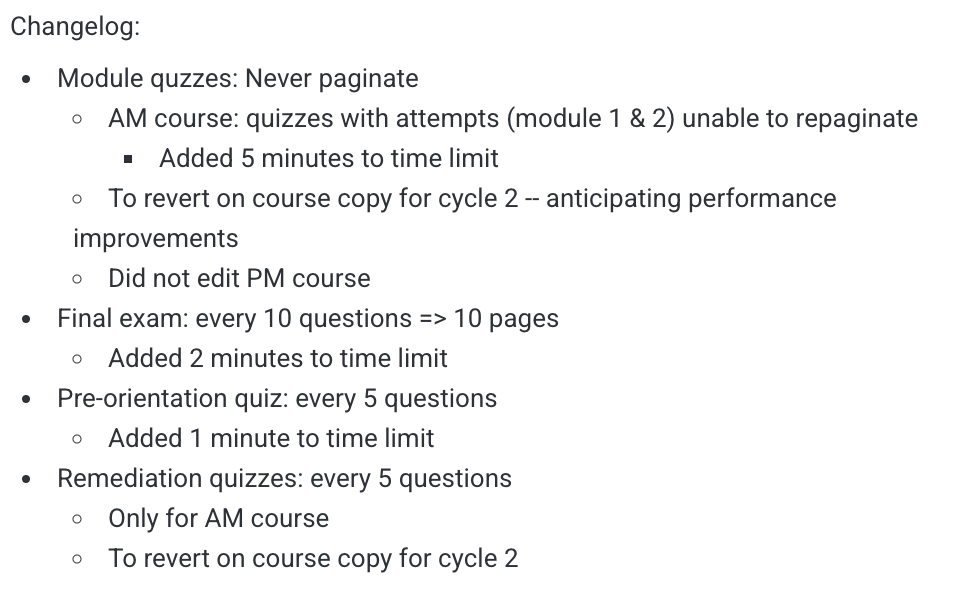 Changelog:
• Module quzzes: Never paginate
○ AM course: quizzes with attempts (module 1 & 2) unable to repaginate
▪ Added 5 minutes to time limit
○ To revert on course copy for cycle 2 -- anticipating performance
improvements
○ Did not edit PM course
• Final exam: every 10 questions => 10 pages
○ Added 2 minutes to time limit
• Pre-orientation quiz: every 5 questions
○ Added 1 minute to time limit
• Remediation quizzes: every 5 questions
○ Only for AM course
○ To revert on course copy for cycle 2